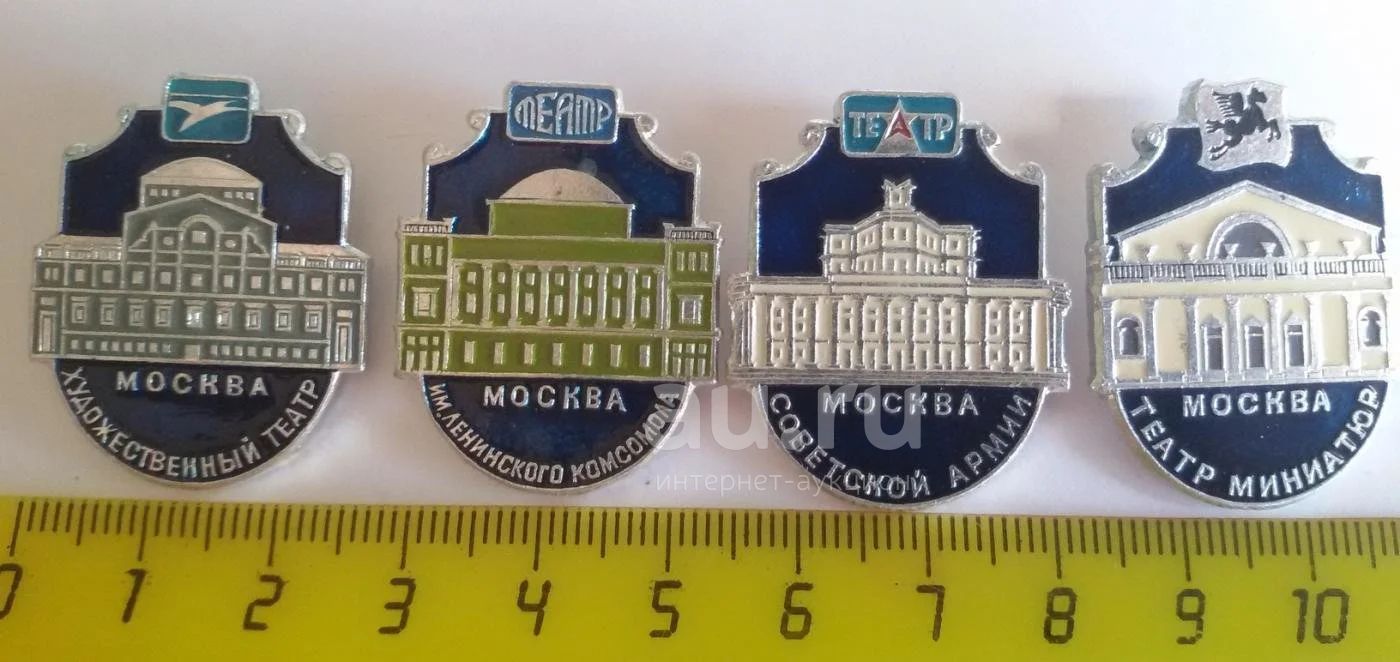 МОСКВА
ХУДОЖЕСТВЕННЫЙ ТЕАТР
ТЕАТР
МОСКВА
ИМ.ЛЕНИНСКОГО КОМСОМОЛА
ТЕАТР
МОСКВА
СОВЕТСКОЙ АРМИИ
МОСКВА
ТЕАТР МИНИАТЮР
au.ru
интернет-аукцион
0 1 2 3 4 5 6 7 8 9 10